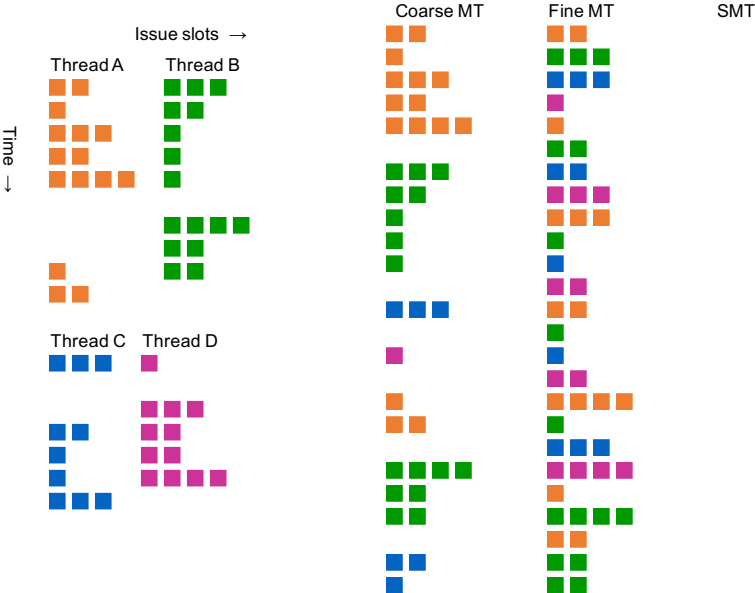 Coarse MT Fine MT SMT
Issue slots →
Thread A Thread B
Time →
Thread C Thread D